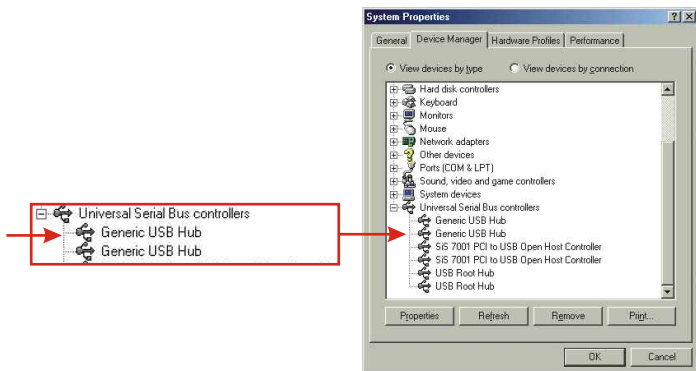 System Properties
General Device Manager Hardware Profiles Performance
View devices by type View devices by connection
Hard disk controllers
Keyboard
Monitors
Mouse
Network adapters
Other devices
Ports (COM & LPT)
Sound, video and game controllers
System devices
Universal Serial Bus controllers
Generic USB Hub
Generic USB Hub
SiS 7001 PCI to USB Open Host Controller
SiS 7001 PCI to USB Open Host Controller
USB Root Hub
USB Root Hub
Properties Refresh Remove Print...
OK Cancel
Universal Serial Bus controllers
Generic USB Hub
Generic USB Hub